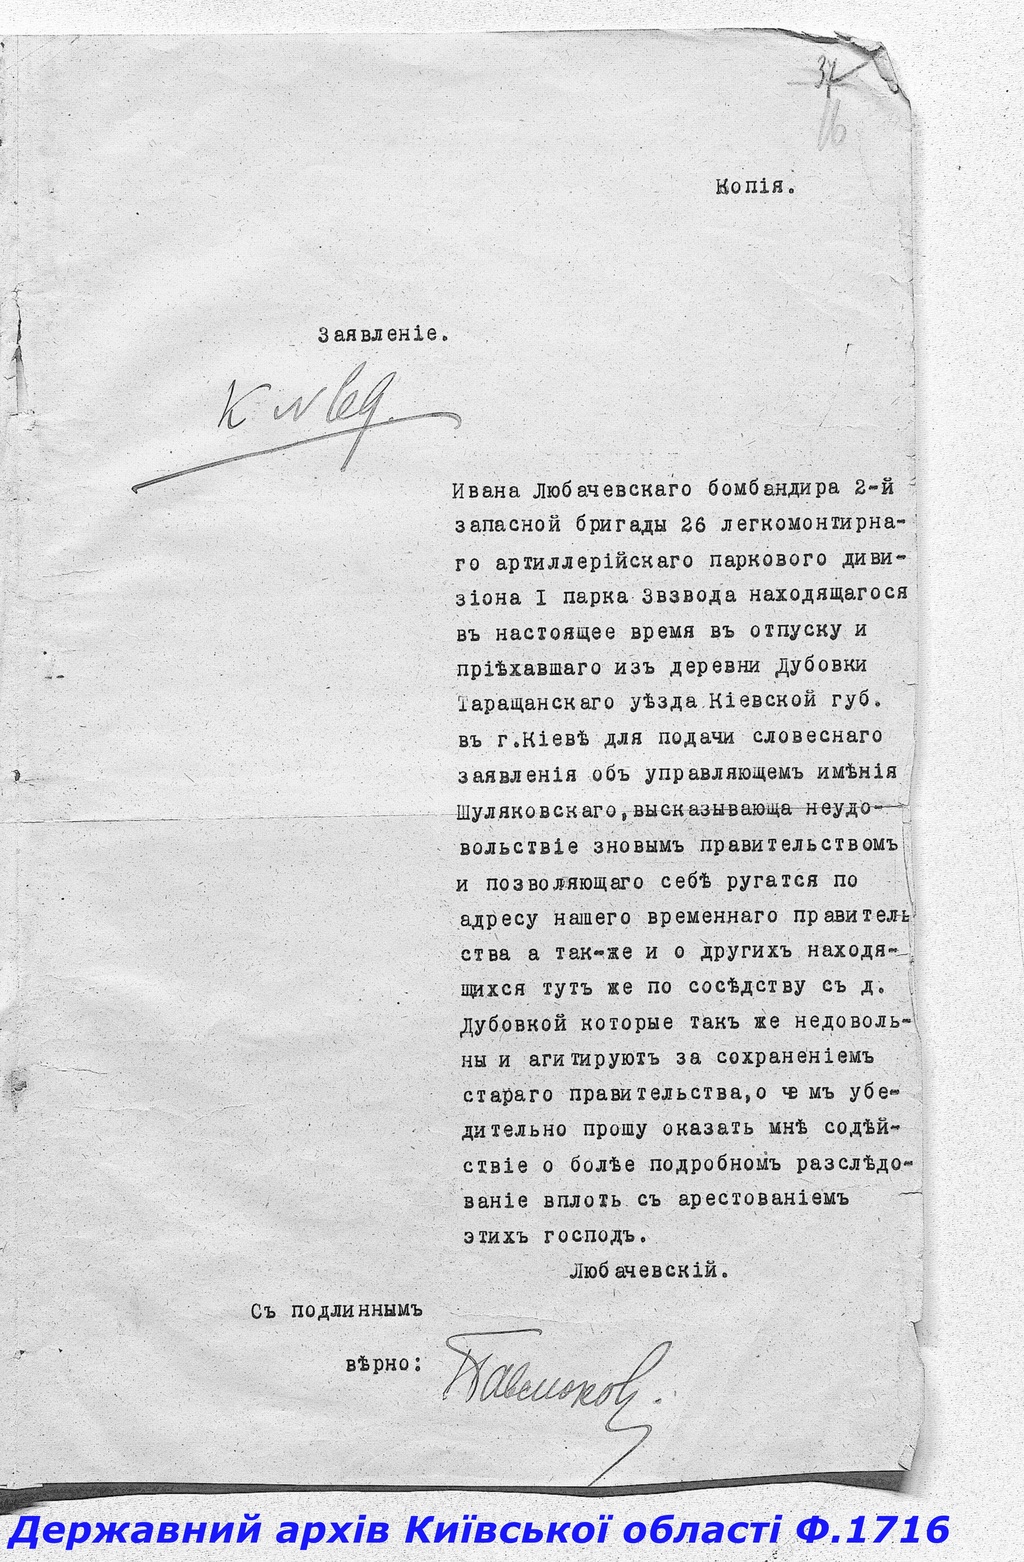 37
16
Копія.
Заявленіе.
Ивана Любачевскаго бомбандира 2-й
запасной бригады 26 легкомонтирна-
го артиллерійскаго паркового диви-
зіона I парка 3взвода находящагося
въ настоящее время въ отпуску и
пріѣхавшаго изъ деревни Дубовки
Таращанскаго уѣзда Кіевской губ.
въ г.Кіевѣ для подачи словеснаго
заявленія объ управляющемъ имѣнія
Шуляковскаго,высказывающа неудо-
вольствіе зновымъ правительствомъ
и позволяющаго себѣ ругатся по
адресу нашего временнаго правитель
ства а так-же и о другихъ находя-
щихся тутъ же по сосѣдству съ д.
Дубовкой которые такъ же недоволь-
ны и агитируютъ за сохраненіемъ
стараго правительства,о чемъ убе-
дительно прошу оказать мнѣ содѣй-
ствіе о болѣе подробномъ разслѣдо-
ваніе вплоть съ арестованіемъ
этихъ господъ.
Любачевскій.
Съ подлиннымъ
вѣрно:
Державний архів Київської області Ф.1716